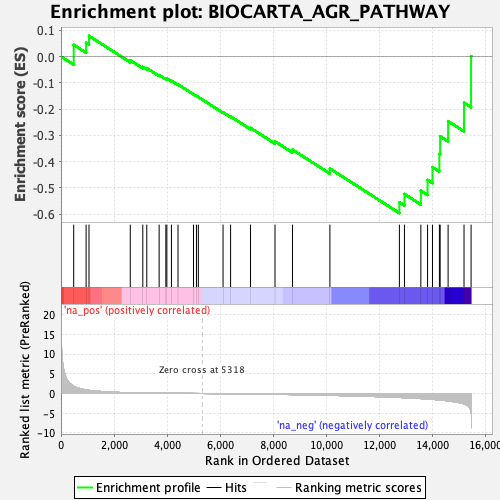 Enrichment plot: BIOCARTA_AGR_PATHWAY
Enrichment score (ES)
0.1
0.0
-0.1
-0.2
-0.3
-0.4
-0.5
-0.6
'na_pos' (positively correlated)
Ranked list metric (PreRanked)
20
15
10
5
0
-5
-10
Zero cross at 5318
'na_neg' (negatively correlated)
0 2,000 4,000 6,000 8,000 10,000 12,000 14,000 16,000
Rank in Ordered Dataset
Enrichment profile Hits Ranking metric scores